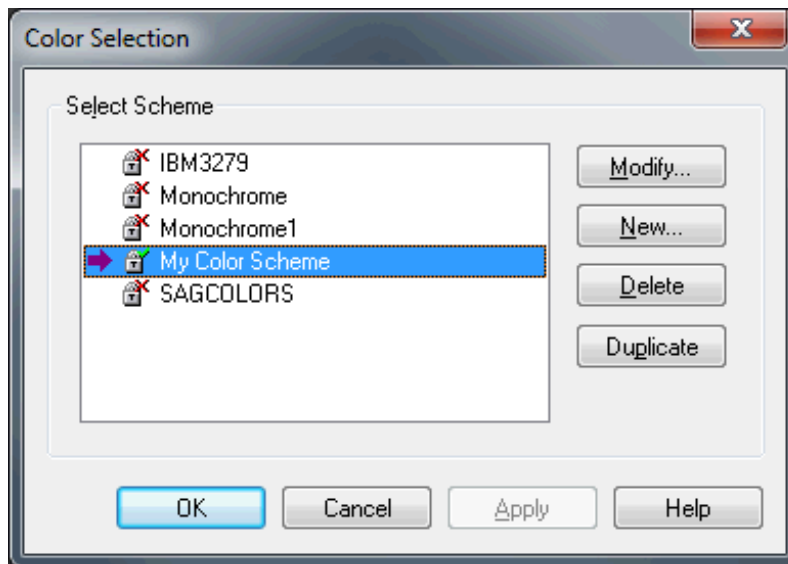 Color Selection
Select Scheme
IBM3279
Monochrome
Monochrome1
My Color Scheme
SAGCOLORS
Modify...
New...
Delete
Duplicate
OK
Cancel
Apply
Help